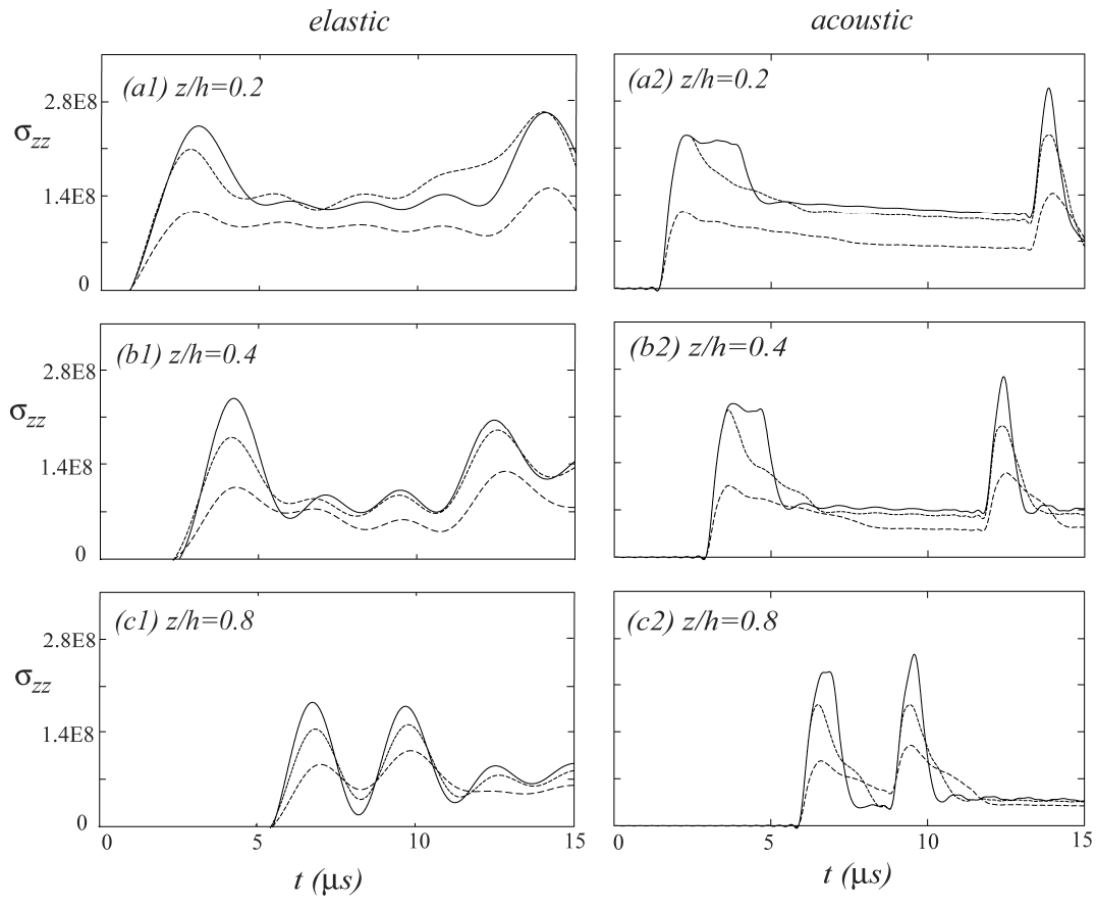 elastic acoustic
(a1) z/h=0.2 (a2) z/h=0.2
2.8E8
σzz
1.4E8
0
(b1) z/h=0.4 (b2) z/h=0.4
2.8E8
σzz
1.4E8
0
(c1) z/h=0.8 (c2) z/h=0.8
2.8E8
σzz
1.4E8
0
0 5 10 15 0 5 10 15
t (μs) t (μs)